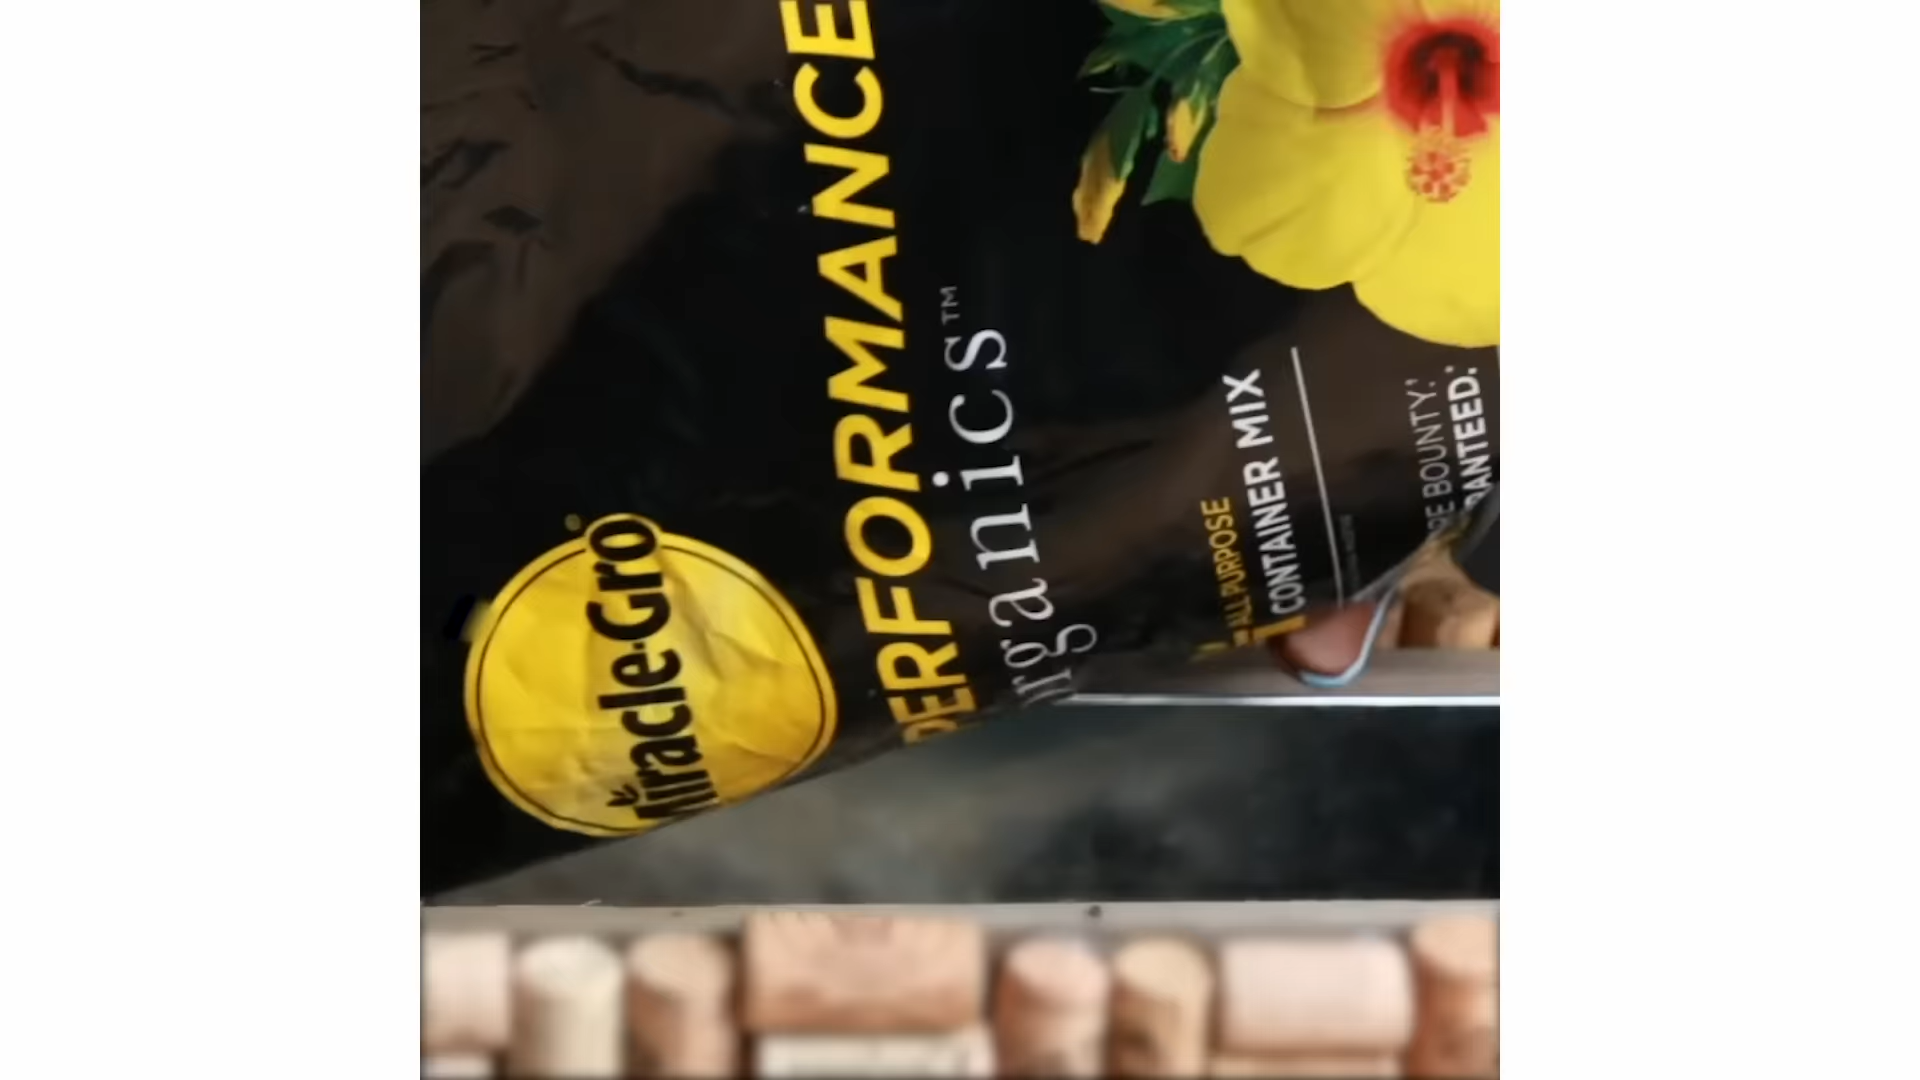 Miracle-Gro
PERFORMANCE
organics™
ALL PURPOSE
CONTAINER MIX
BOUNTY.